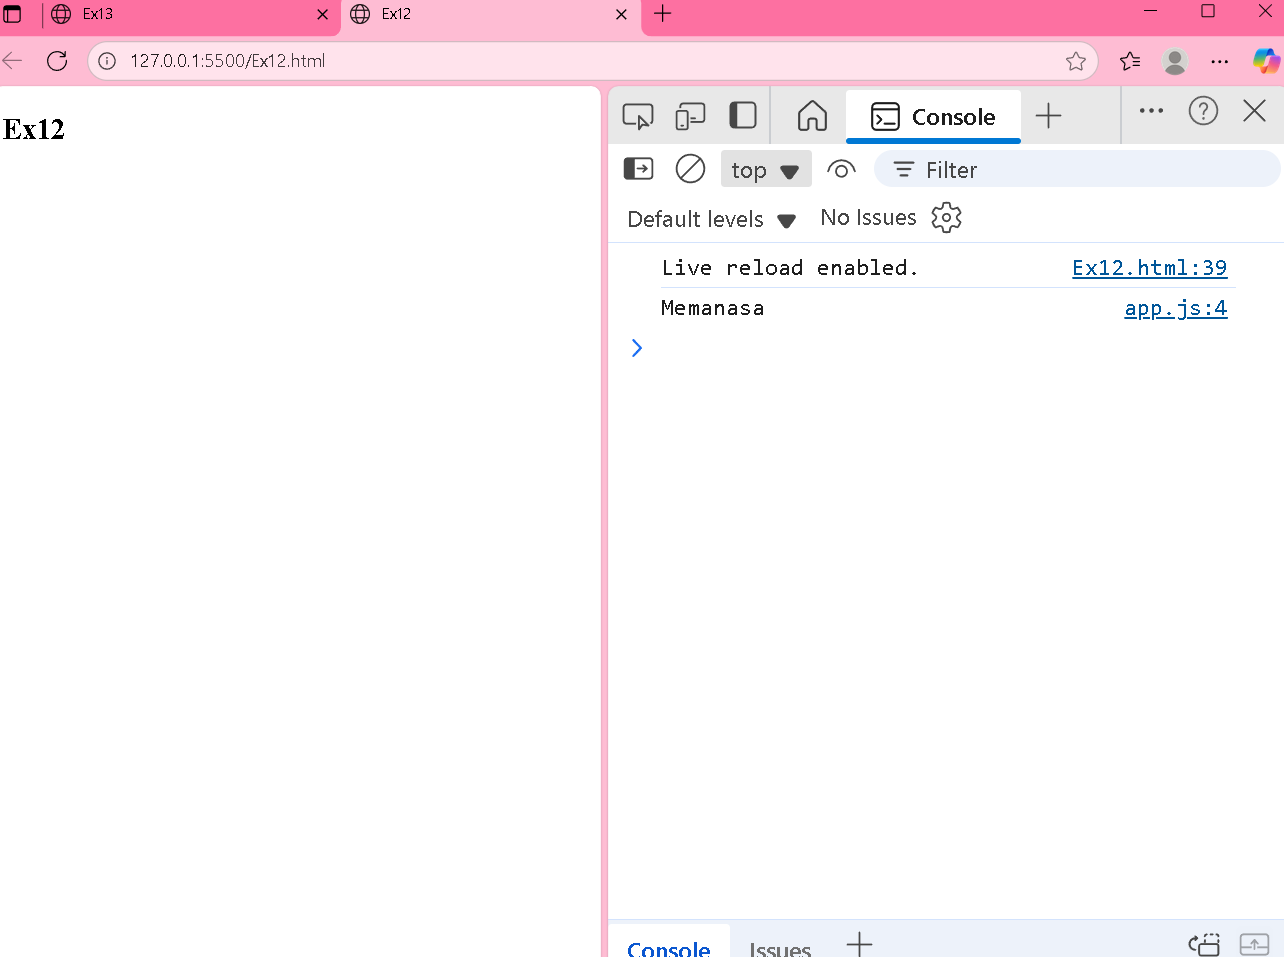 Ex13
Ex12
127.0.0.1:5500/Ex12.html
Ex12
Console
top
Filter
Default levels
No Issues
Live reload enabled. Ex12.html:39
Memanasa app.js:4
Console
Issues